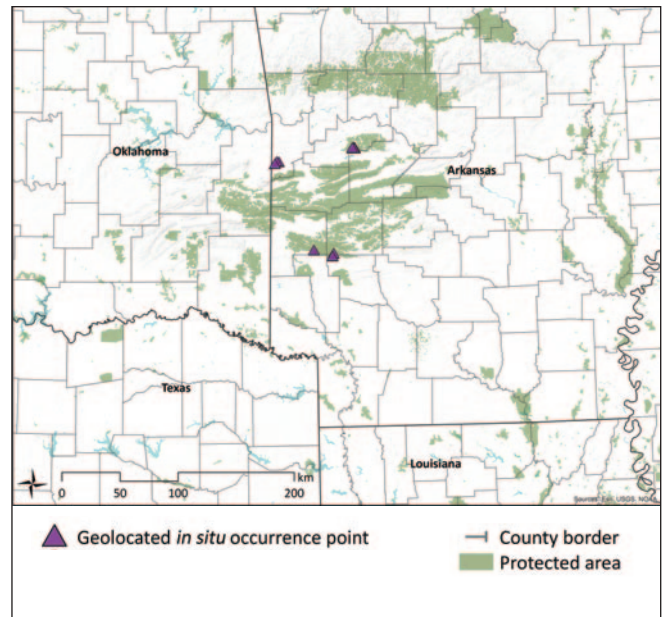 Oklahoma
Arkansas
Texas
Louisiana
km
0 50 100 200
Sources: Esri, USGS, NOAA
Geolocated in situ occurrence point
County border
Protected area